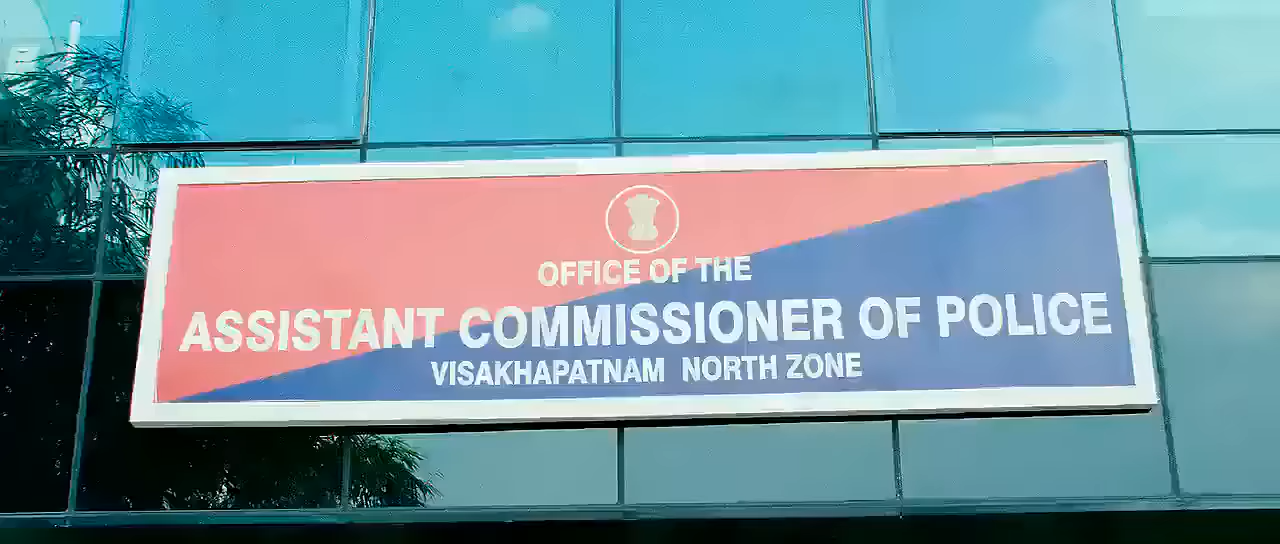 OFFICE OF THE
ASSISTANT COMMISSIONER OF POLICE
VISAKHAPATNAM NORTH ZONE